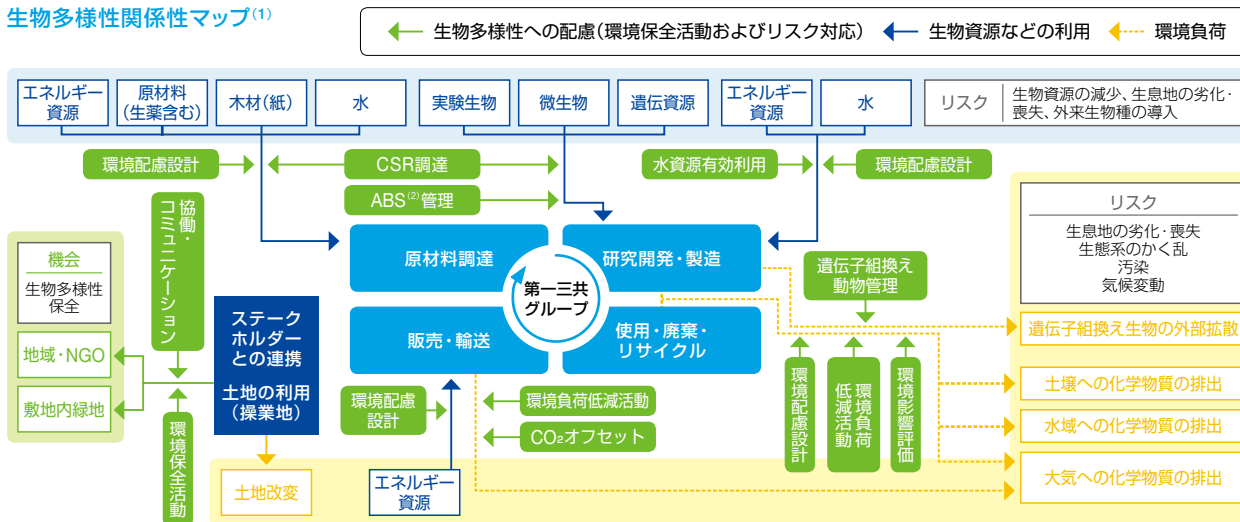 生物多様性関係性マップ(1)
生物多様性への配慮(環境保全活動およびリスク対応)
生物資源などの利用
環境負荷
エネルギー
資源
原材料
(生薬含む)
木材(紙)
水
実験生物
微生物
遺伝資源
エネルギー
資源
水
リスク
生物資源の減少、生息地の劣化・
喪失、外来生物種の導入
環境配慮設計
CSR調達
水資源有効利用
環境配慮設計
ABS(2)管理
協働・
コミュニケーション
機会
生物多様性
保全
地域・NGO
敷地内緑地
環境保全活動
ステーク
ホルダー
との連携
土地の利用
(操業地)
土地改変
原材料調達
研究開発・製造
第一三共
グループ
販売・輸送
使用・廃棄・
リサイクル
環境配慮
設計
環境負荷低減活動
CO₂オフセット
エネルギー
資源
遺伝子組換え
動物管理
環境配慮設計
環境負荷
低減活動
環境影響評価
リスク
生息地の劣化・喪失
生態系のかく乱
汚染
気候変動
遺伝子組換え生物の外部拡散
土壌への化学物質の排出
水域への化学物質の排出
大気への化学物質の排出